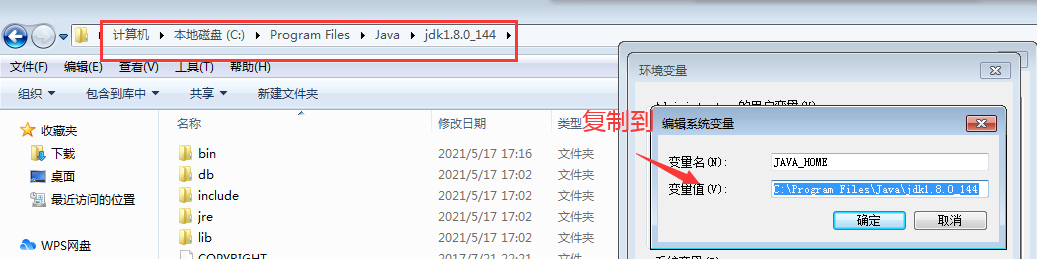 计算机 本地磁盘 (C:) Program Files Java jdk1.8.0_144
文件(F) 编辑(E) 查看(V) 工具(T) 帮助(H)
组织 包含到库中 共享 新建文件夹
收藏夹
下载
桌面
最近访问的位置
WPS网盘
名称 修改日期 类型
bin 2021/5/17 17:16 文件夹
db 2021/5/17 17:02 文件夹
include 2021/5/17 17:02 文件夹
jre 2021/5/17 17:02 文件夹
lib 2021/5/17 17:02 文件夹
COPYRIGHT 2017/7/21 22:21 文件
复制到
环境变量
的用户变量(U)
编辑系统变量
变量名(N): JAVA_HOME
变量值(V): C:\Program Files\Java\jdk1.8.0_144
确定 取消